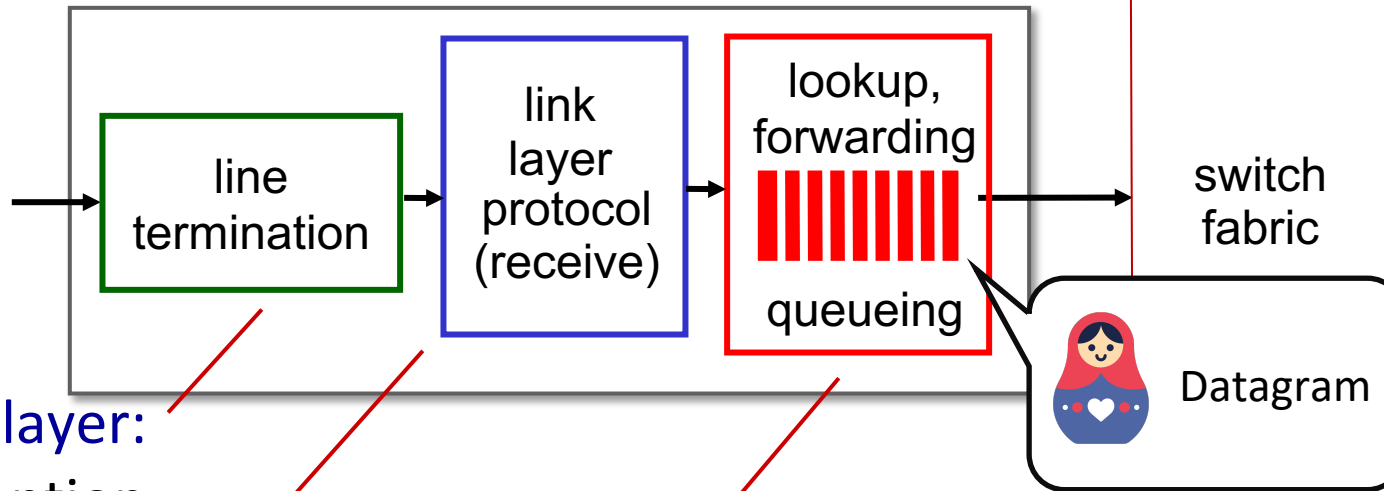 line
termination
link
layer
protocol
(receive)
lookup,
forwarding
queueing
switch
fabric
Datagram
layer: